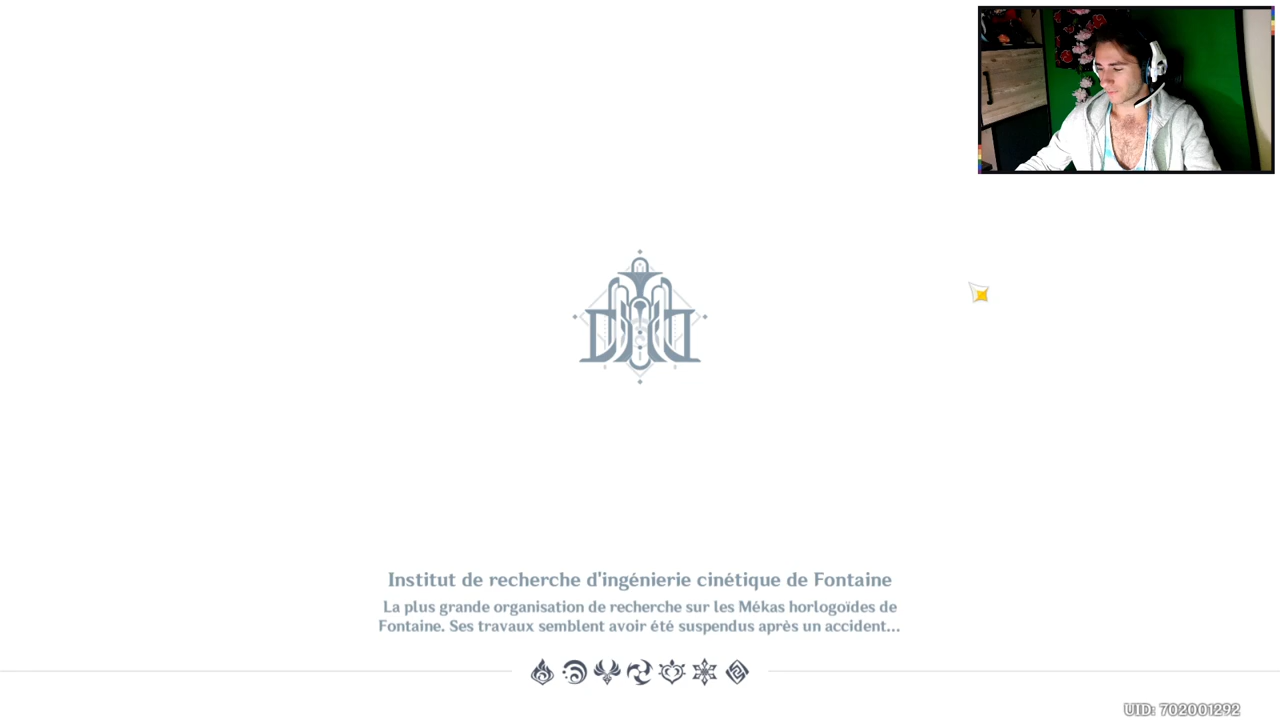 Institut de recherche d'ingénierie cinétique de Fontaine
La plus grande organisation de recherche sur les Mékas horlogoïdes de
Fontaine. Ses travaux semblent avoir été suspendus après un accident...
UID: 702001292